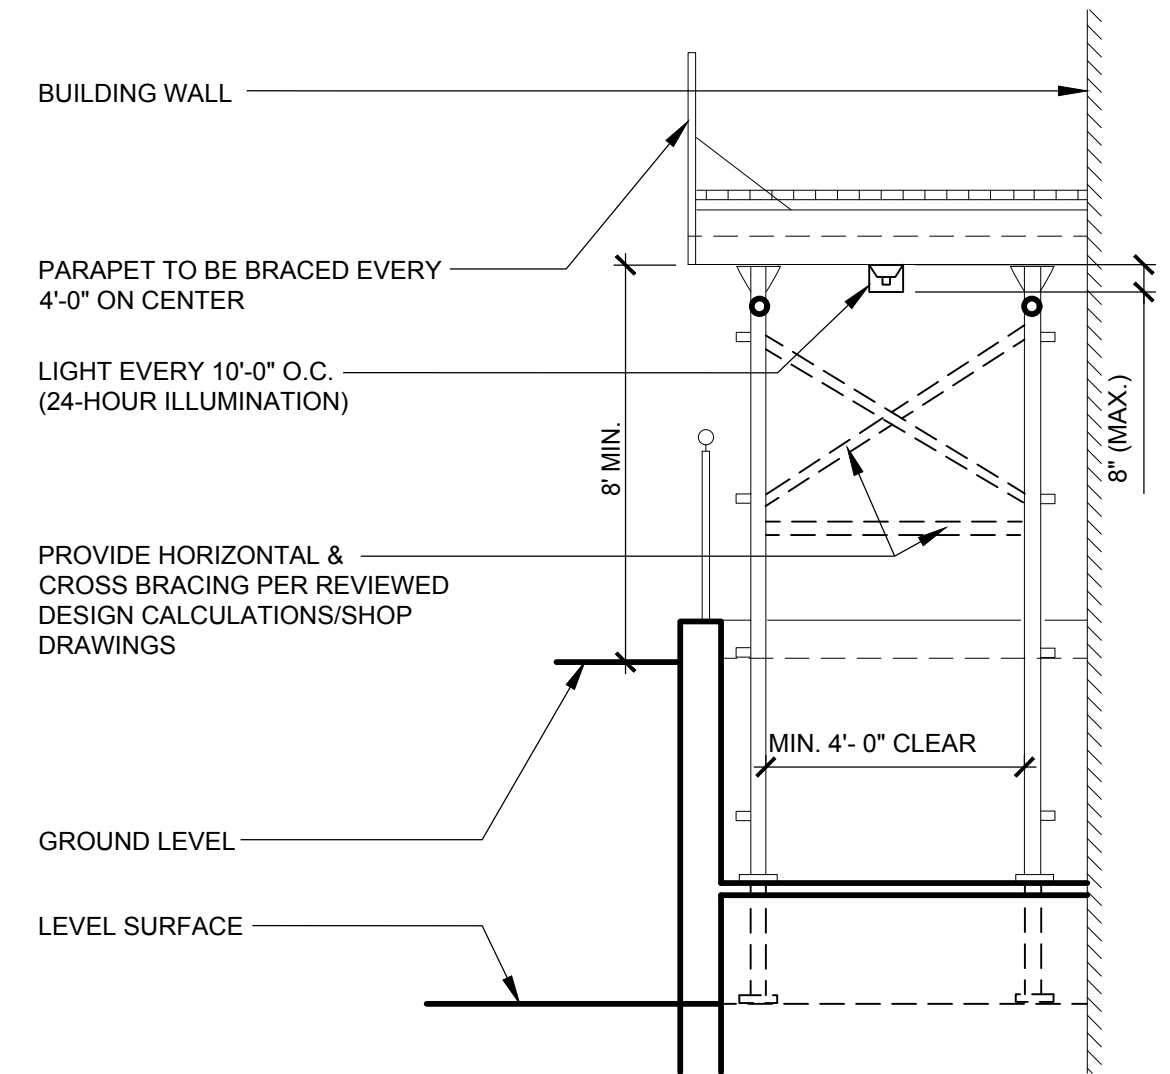 BUILDING WALL
PARAPET TO BE BRACED EVERY
4'-0" ON CENTER
LIGHT EVERY 10'-0" O.C.
(24-HOUR ILLUMINATION)
8' MIN.
8" (MAX.)
PROVIDE HORIZONTAL &
CROSS BRACING PER REVIEWED
DESIGN CALCULATIONS/SHOP
DRAWINGS
MIN. 4'- 0" CLEAR
GROUND LEVEL
LEVEL SURFACE